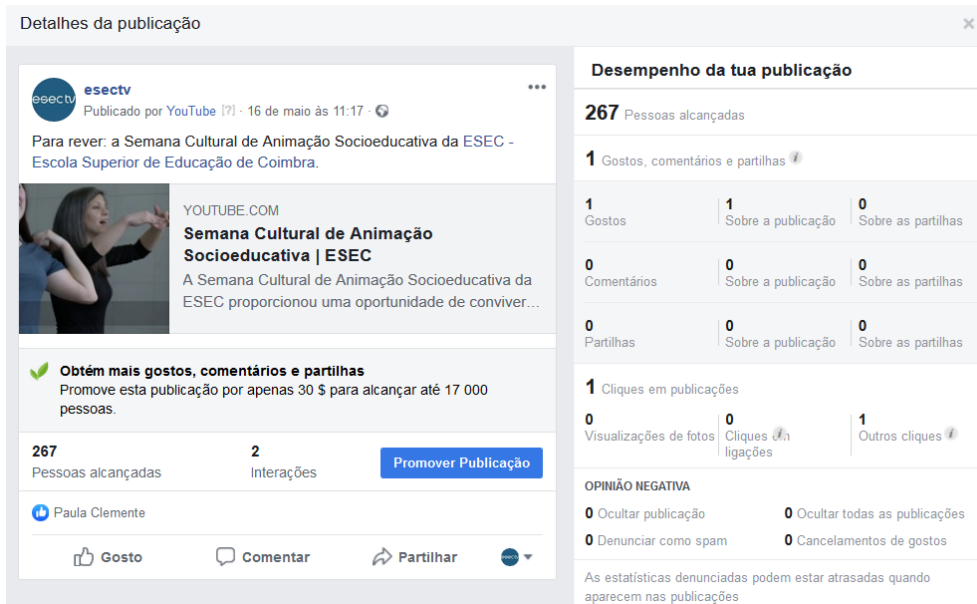 Detalhes da publicação
×
esectv
esectv
Publicado por YouTube [?] · 16 de maio às 11:17 ·
Para rever: a Semana Cultural de Animação Socioeducativa da ESEC -
Escola Superior de Educação de Coimbra.
YOUTUBE.COM
Semana Cultural de Animação
Socioeducativa | ESEC
A Semana Cultural de Animação Socioeducativa da
ESEC proporcionou uma oportunidade de conviver...
Obtém mais gostos, comentários e partilhas
Promove esta publicação por apenas 30 $ para alcançar até 17 000
pessoas.
267 2
Pessoas alcançadas Interações Promover Publicação
Paula Clemente
Gosto Comentar Partilhar esectv
Desempenho da tua publicação
267 Pessoas alcançadas
1 Gostos, comentários e partilhas i
1 1 0
Gostos Sobre a publicação Sobre as partilhas
0 0 0
Comentários Sobre a publicação Sobre as partilhas
0 0 0
Partilhas Sobre a publicação Sobre as partilhas
1 Cliques em publicações
0 0 1
Visualizações de fotos Cliques em i Outros cliques i
ligações
OPINIÃO NEGATIVA
0 Ocultar publicação 0 Ocultar todas as publicações
0 Denunciar como spam 0 Cancelamentos de gostos
As estatísticas denunciadas podem estar atrasadas quando
aparecem nas publicações